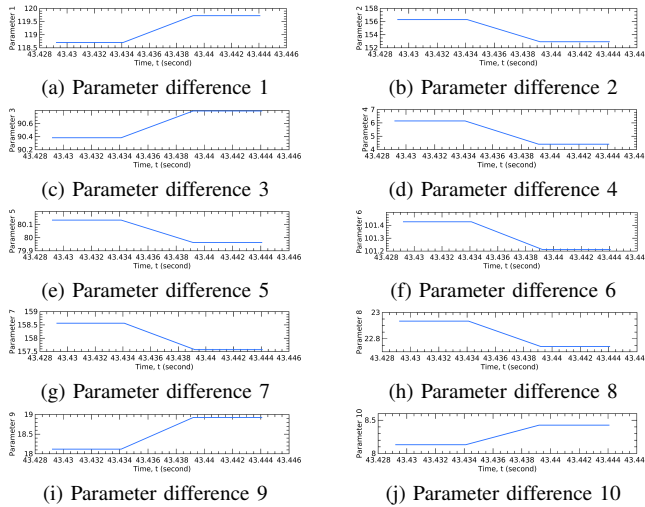 120
119.5
119
118.5
Parameter 1
43.428 43.43 43.432 43.434 43.436 43.438 43.44 43.442 43.444 43.446
Time, t (second)
(a) Parameter difference 1
158
156
154
152
Parameter 2
43.428 43.43 43.432 43.434 43.436 43.438 43.44 43.442 43.444 43.44
Time, t (second)
(b) Parameter difference 2
90.6
90.4
90.2
Parameter 3
43.428 43.43 43.432 43.434 43.436 43.438 43.44 43.442 43.444 43.446
Time, t (second)
(c) Parameter difference 3
7
6
5
4
Parameter 4
43.428 43.43 43.432 43.434 43.436 43.438 43.44 43.442 43.444 43.44
Time, t (second)
(d) Parameter difference 4
80.1
80
79.9
Parameter 5
43.428 43.43 43.432 43.434 43.436 43.438 43.44 43.442 43.444 43.446
Time, t (second)
(e) Parameter difference 5
101.4
101.3
101.2
Parameter 6
43.428 43.43 43.432 43.434 43.436 43.438 43.44 43.442 43.444 43.4
Time, t (second)
(f) Parameter difference 6
159
158.5
158
157.5
Parameter 7
43.428 43.43 43.432 43.434 43.436 43.438 43.44 43.442 43.444 43.446
Time, t (second)
(g) Parameter difference 7
23
22.8
Parameter 8
43.428 43.43 43.432 43.434 43.436 43.438 43.44 43.442 43.444 43.44
Time, t (second)
(h) Parameter difference 8
19
18.5
18
Parameter 9
43.428 43.43 43.432 43.434 43.436 43.438 43.44 43.442 43.444 43.446
Time, t (second)
(i) Parameter difference 9
8.5
8
Parameter 10
43.428 43.43 43.432 43.434 43.436 43.438 43.44 43.442 43.444 43.44
Time, t (second)
(j) Parameter difference 10